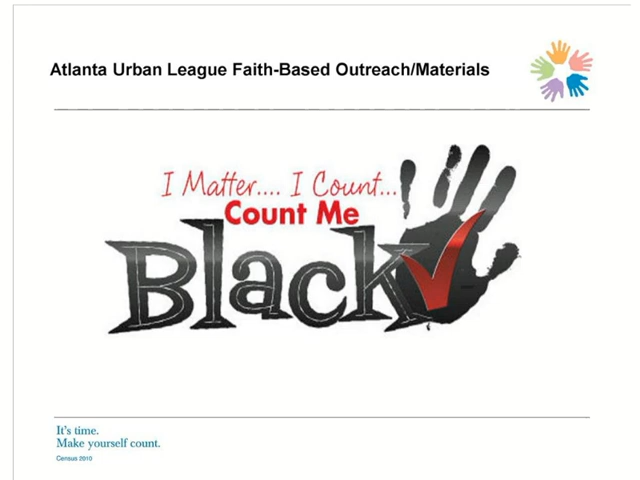 Atlanta Urban League Faith-Based Outreach/Materials
I Matter.... I Count...
Count Me
Black
It's time.
Make yourself count.
Census 2010